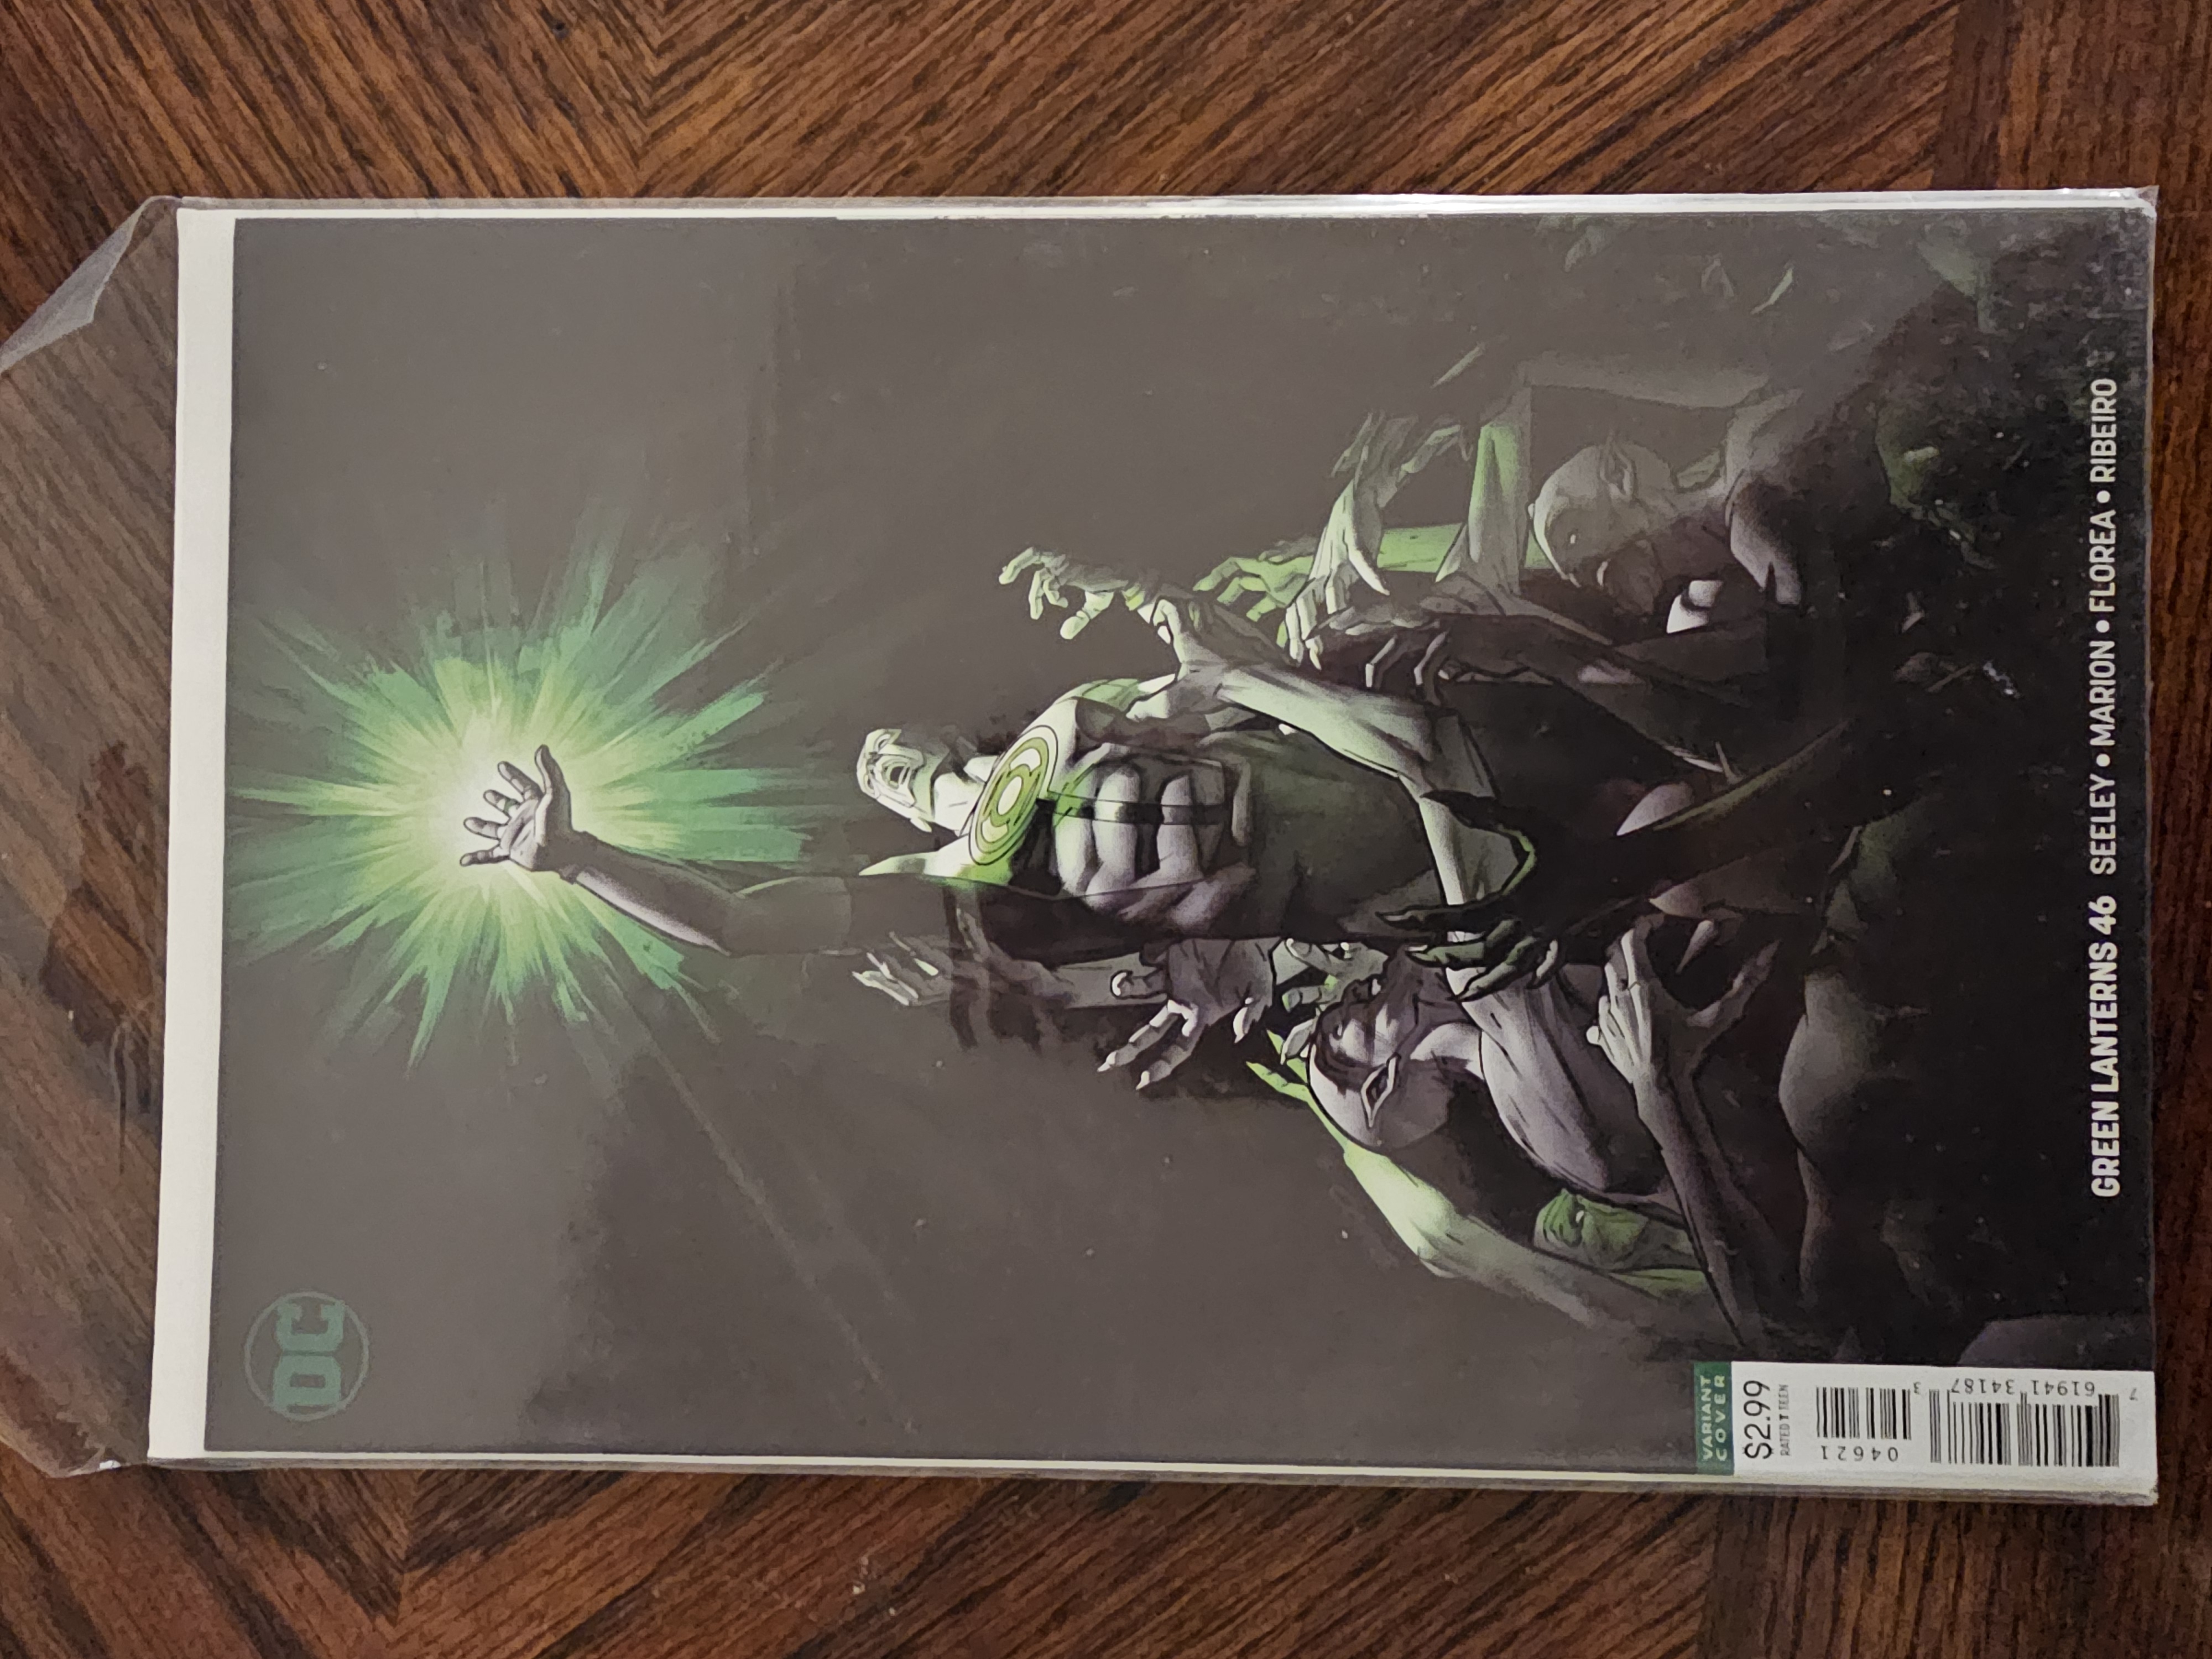 DC
VARIANT
COVER
$2.99
RATED T TEEN
04621
7 61941 34187 3
GREEN LANTERNS 46 SEELEY • MARION • FLOREA • RIBEIRO